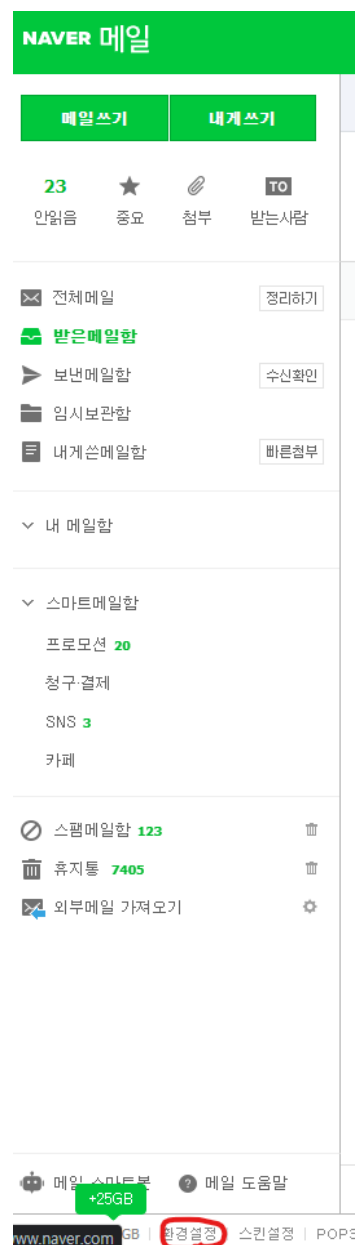 NAVER 메일
메일쓰기 내게쓰기
23 TO
안읽음 중요 첨부 받는사람
전체메일 정리하기
받은메일함
보낸메일함 수신확인
임시보관함
내게쓴메일함 빠른첨부
내 메일함
스마트메일함
프로모션 20
청구·결제
SNS 3
카페
스팸메일함 123
휴지통 7405
외부메일 가져오기
메일 스마트봇 ? 메일 도움말
+25GB
www.naver.com GB | 환경설정 | 스킨설정 | POP3